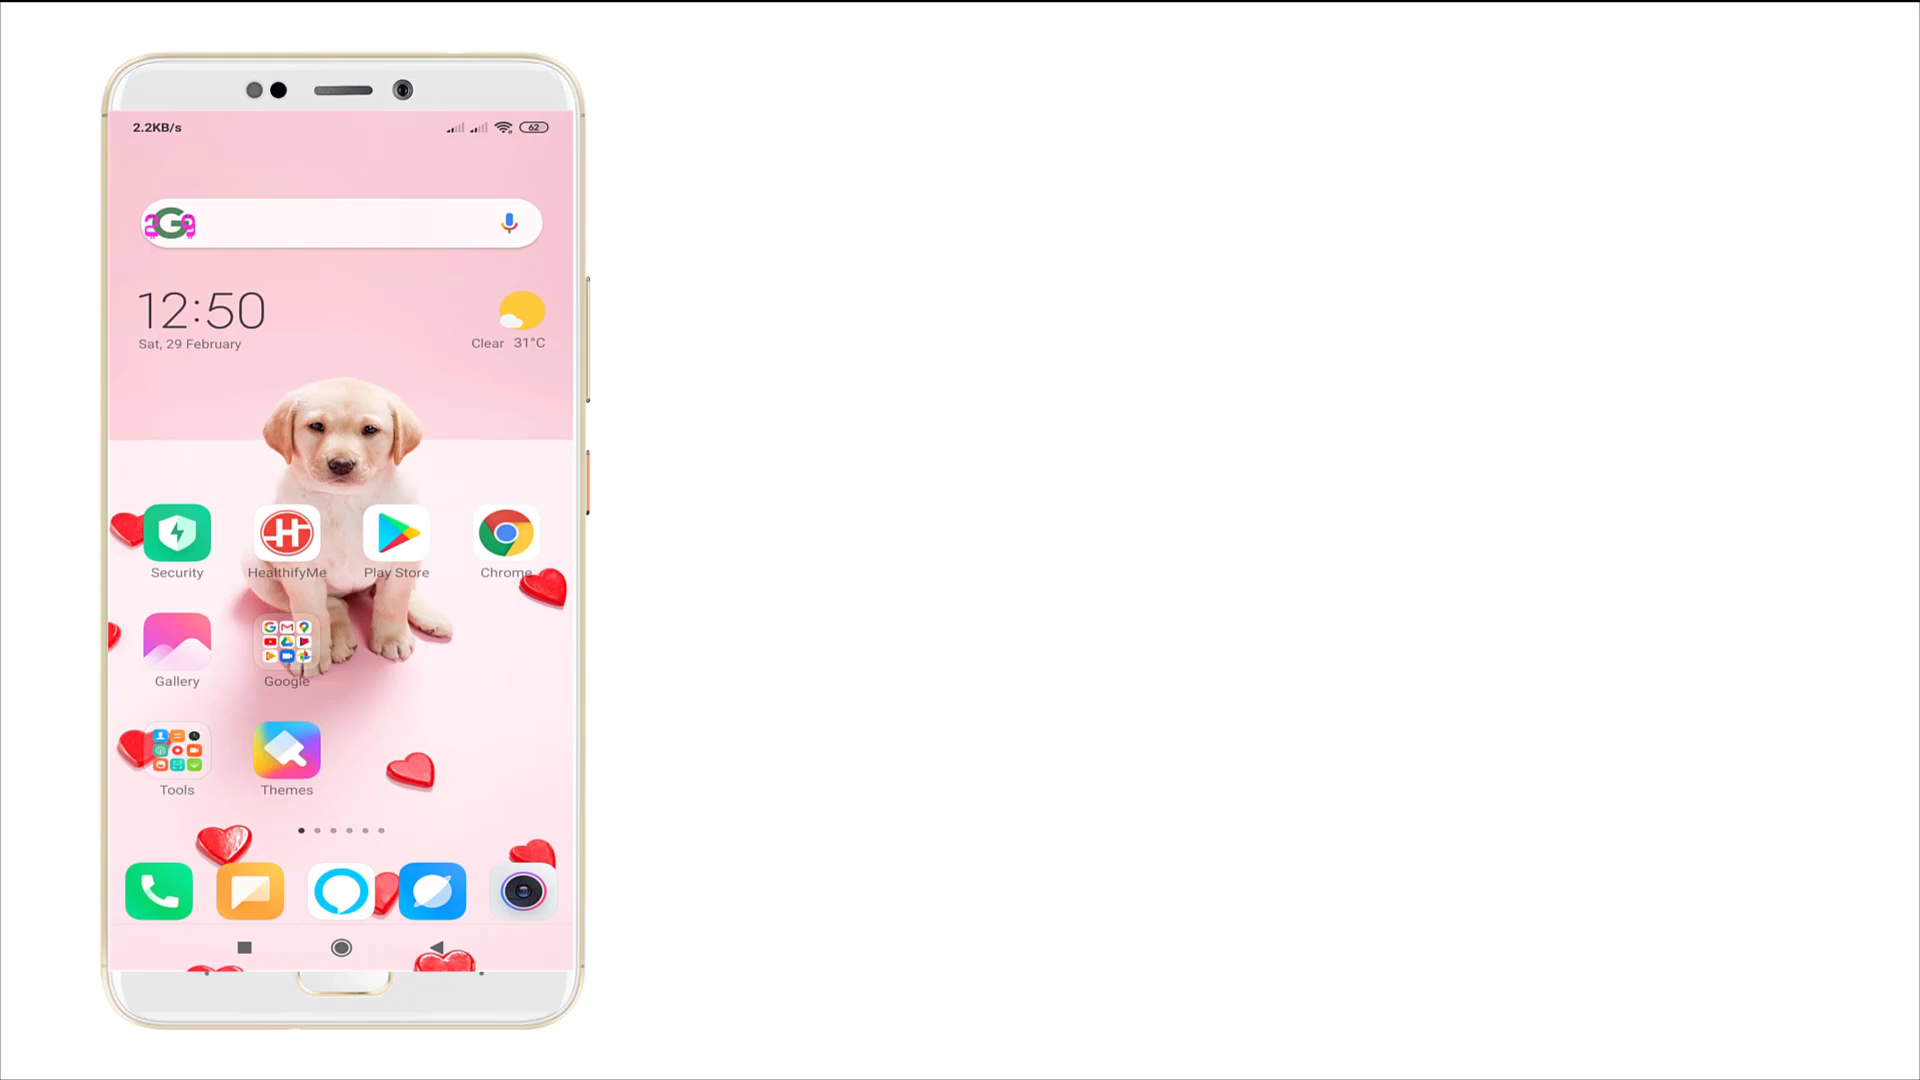 2.2KB/s
62
2G9
12:50
Sat, 29 February
Clear 31°C
Security
HealthifyMe
Play Store
Chrome
Gallery
Google
Tools
Themes